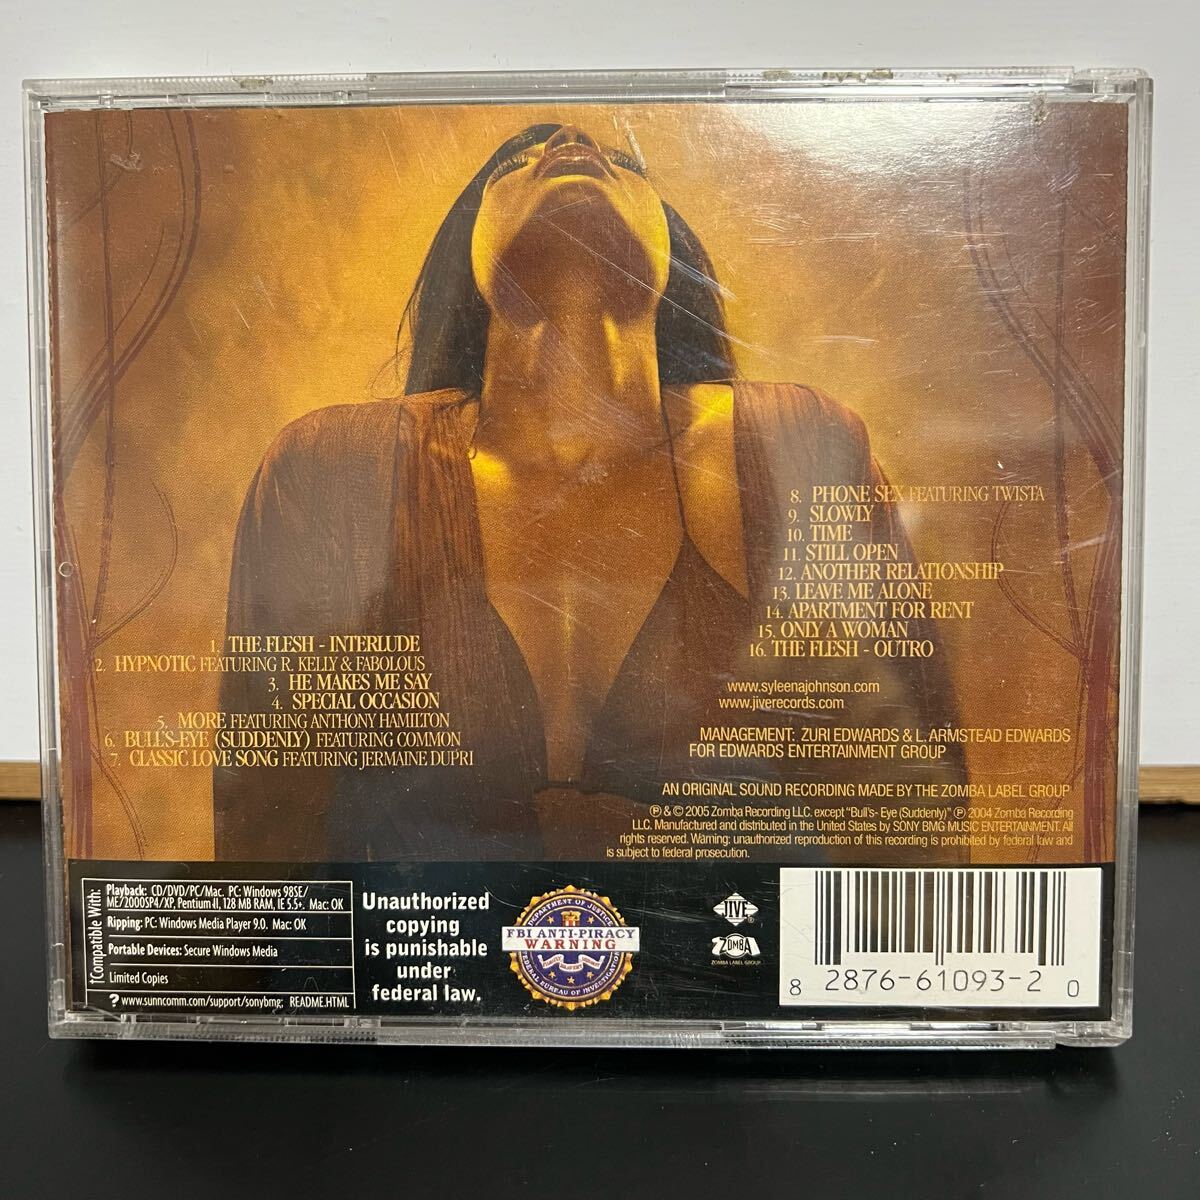 1. THE FLESH - INTERLUDE
2. HYPNOTIC FEATURING R. KELLY & FABOLOUS
3. HE MAKES ME SAY
4. SPECIAL OCCASION
5. MORE FEATURING ANTHONY HAMILTON
6. BULL'S-EYE (SUDDENLY) FEATURING COMMON
7. CLASSIC LOVE SONG FEATURING JERMAINE DUPRI
8. PHONE SEX FEATURING TWISTA
9. SLOWLY
10. TIME
11. STILL OPEN
12. ANOTHER RELATIONSHIP
13. LEAVE ME ALONE
14. APARTMENT FOR RENT
15. ONLY A WOMAN
16. THE FLESH - OUTRO
www.syleenajohnson.com
www.jiverecords.com
MANAGEMENT: ZURI EDWARDS & L. ARMSTEAD EDWARDS
FOR EDWARDS ENTERTAINMENT GROUP
AN ORIGINAL SOUND RECORDING MADE BY THE ZOMBA LABEL GROUP
℗ & © 2005 Zomba Recording LLC. except "Bull's- Eye (Suddenly)" ℗ 2004 Zomba Recording
LLC. Manufactured and distributed in the United States by SONY BMG MUSIC ENTERTAINMENT. All
rights reserved. Warning: unauthorized reproduction of this recording is prohibited by federal law and
is subject to federal prosecution.
†Compatible With:
Playback: CD/DVD/PC/Mac. PC: Windows 98SE/
ME/2000SP4/XP, Pentium II, 128 MB RAM, IE 5.5+. Mac: OK
Ripping: PC: Windows Media Player 9.0. Mac: OK
Portable Devices: Secure Windows Media
Limited Copies
? www.sunncomm.com/support/sonybmg; README.HTML
Unauthorized
copying
is punishable
under
federal law.
DEPARTMENT OF JUSTICE
FBI ANTI-PIRACY
WARNING
FEDERAL BUREAU OF INVESTIGATION
JIVE
ZOMBA
ZOMBA LABEL GROUP
8 2876-61093-2 0